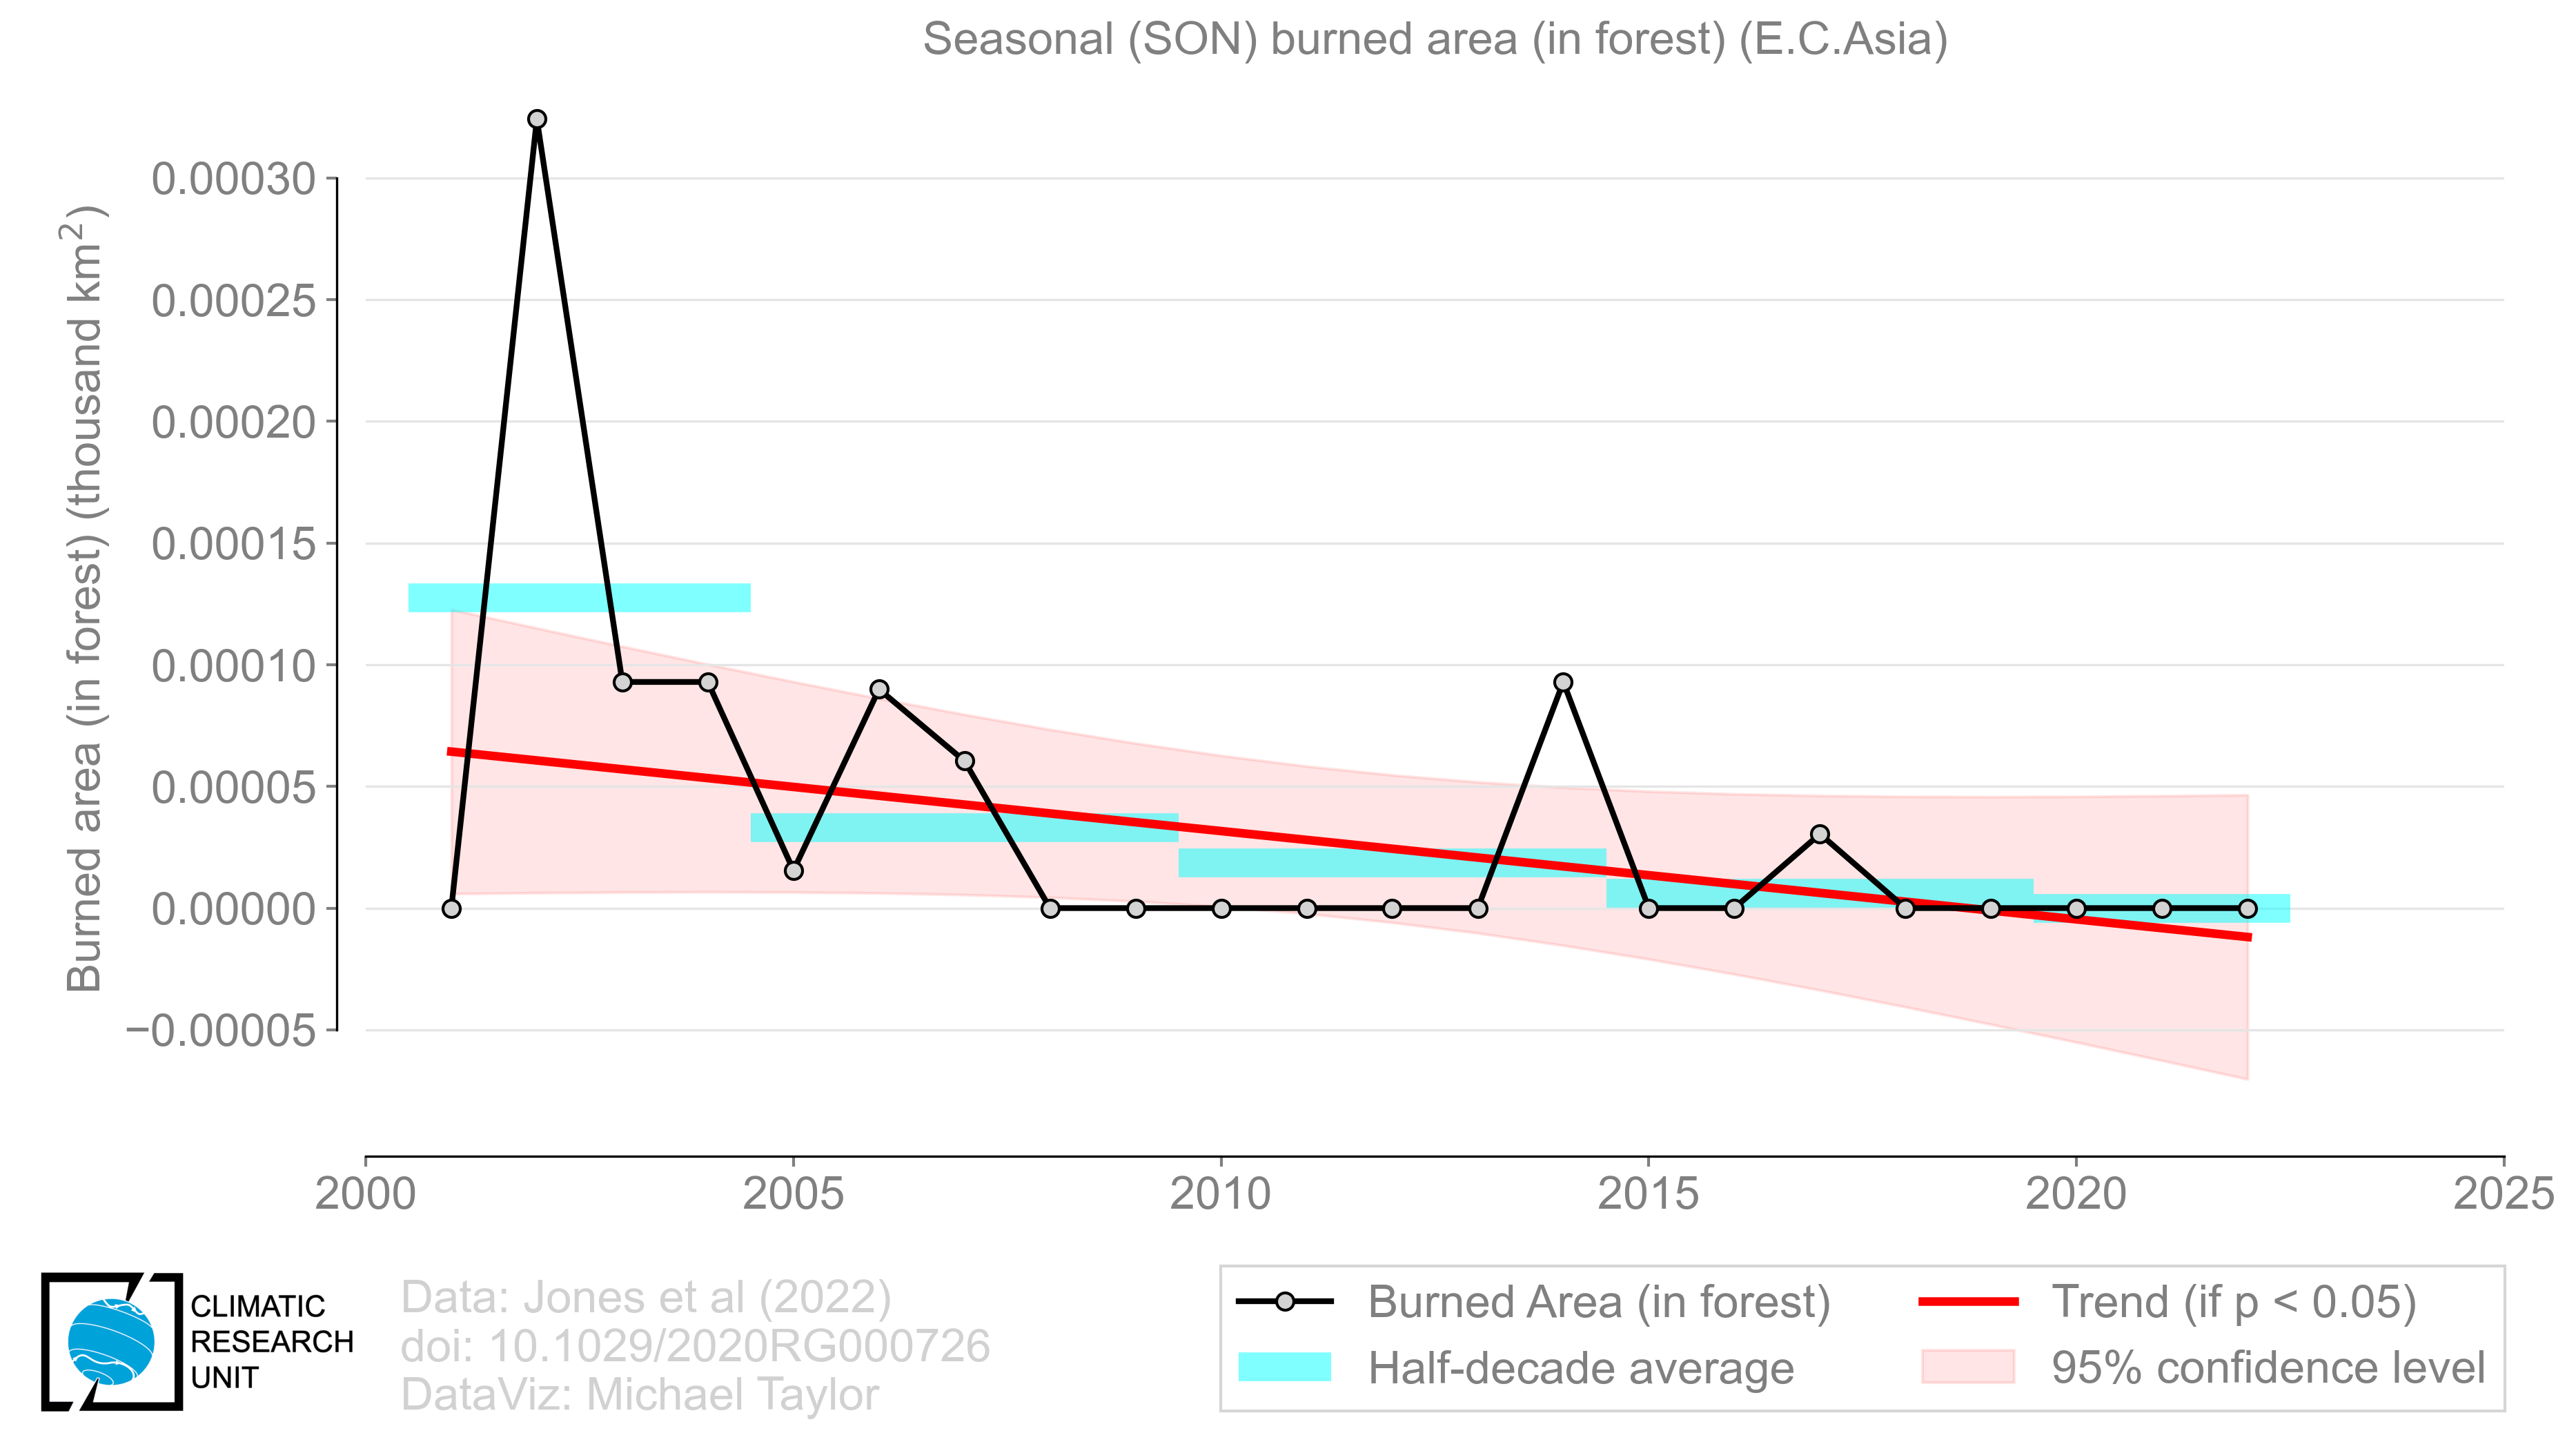 Seasonal (SON) burned area (in forest) (E.C.Asia)
Burned area (in forest) (thousand km²)
0.00030
0.00025
0.00020
0.00015
0.00010
0.00005
0.00000
−0.00005
2000
2005
2010
2015
2020
2025
CLIMATIC
RESEARCH
UNIT
Data: Jones et al (2022)
doi: 10.1029/2020RG000726
DataViz: Michael Taylor
Burned Area (in forest)
Half-decade average
Trend (if p < 0.05)
95% confidence level